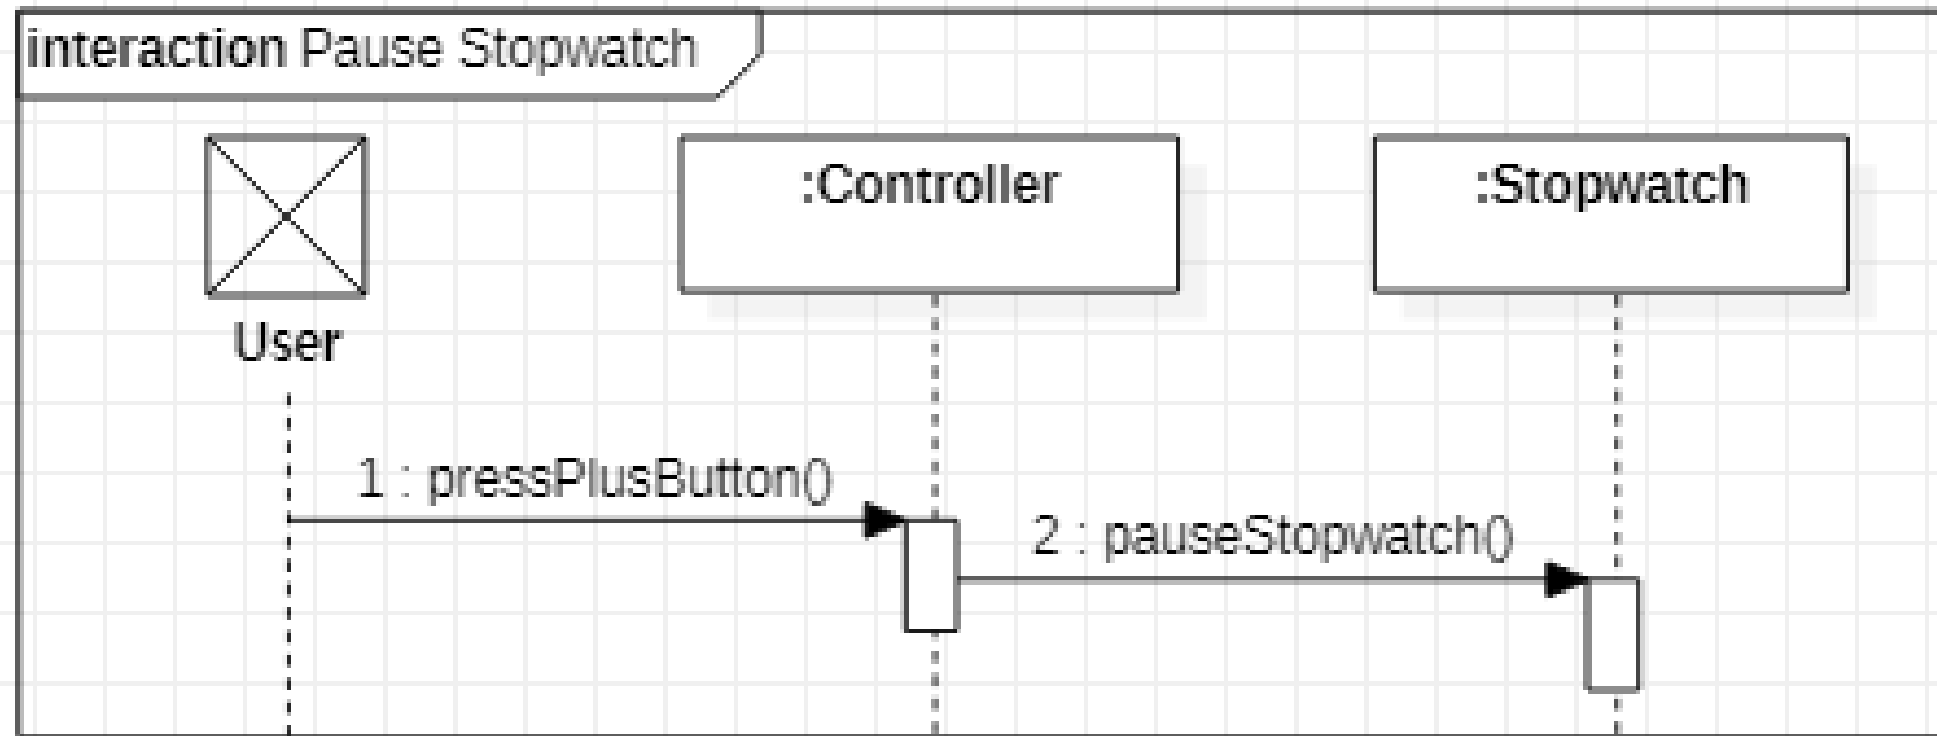 interaction Pause Stopwatch
:Controller
:Stopwatch
User
1 : pressPlusButton()
2 : pauseStopwatch()